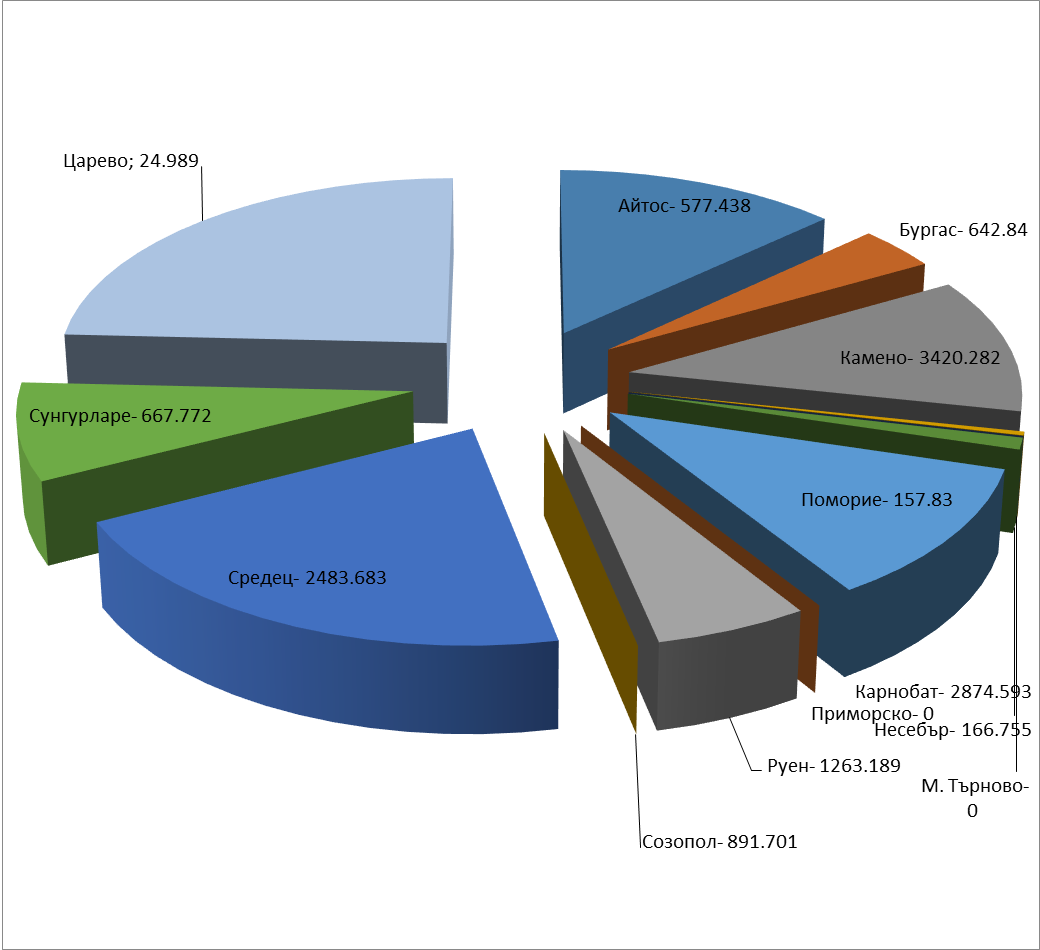 Царево; 24.989
Айтос- 577.438
Бургас- 642.84
Камено- 3420.282
Сунгурларе- 667.772
Поморие- 157.83
Средец- 2483.683
Карнобат- 2874.593
Приморско- 0
Несебър- 166.755
Руен- 1263.189
М. Търново-
0
Созопол- 891.701